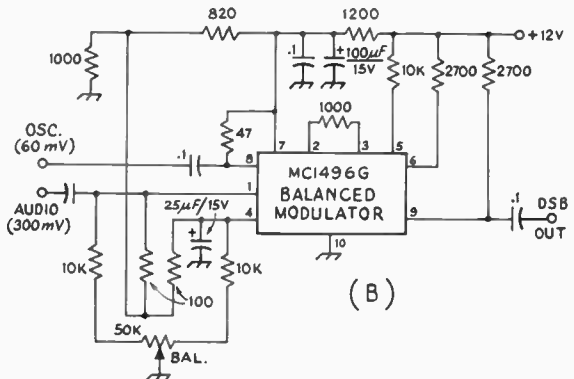 820
1200
+12V
1000
.1
+
100µF
15V
10K
2700
2700
OSC.
(60 mV)
47
1000
.1
7
2
3
5
8
6
MC1496G
BALANCED
MODULATOR
1
AUDIO
(300 mV)
25µF/15V
4
+
9
.1
DSB
OUT
10
10K
100
10K
(B)
50K
BAL.